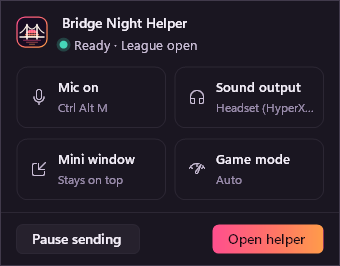 Bridge Night Helper
Ready · League open
Mic on
Ctrl Alt M
Sound output
Headset (HyperX...
Mini window
Stays on top
Game mode
Auto
Pause sending
Open helper